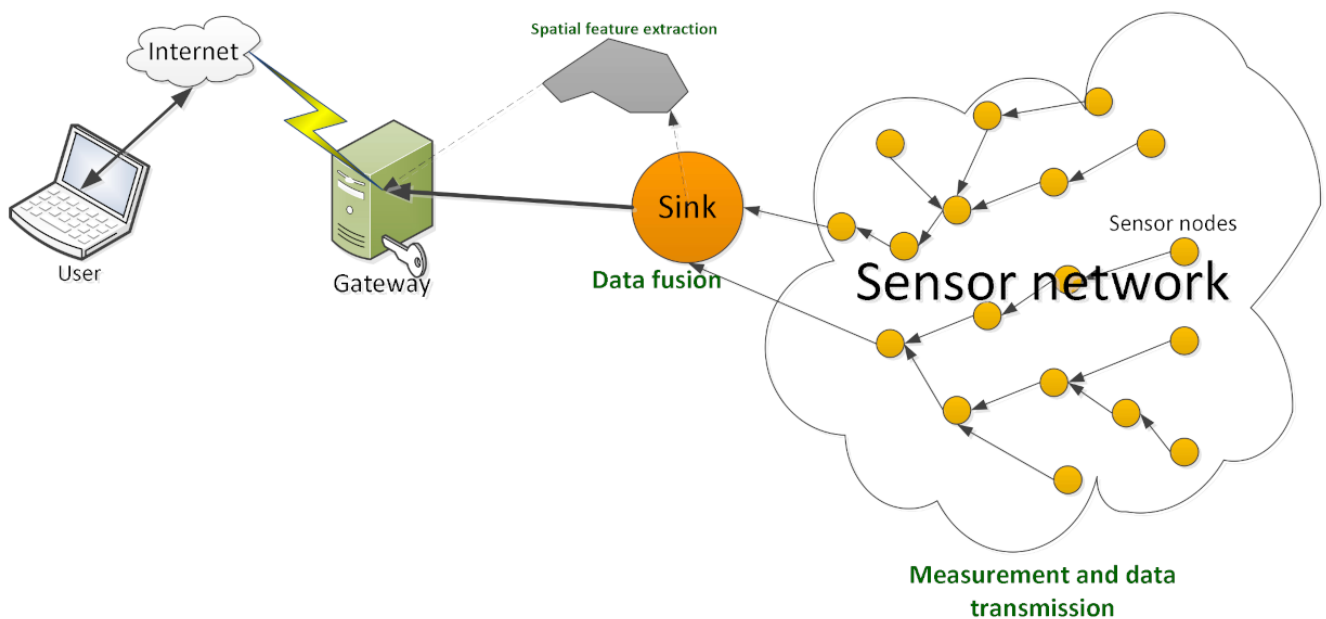 Spatial feature extraction
Internet
Sink
Sensor nodes
User
Gateway
Data fusion
Sensor network
Measurement and data
transmission